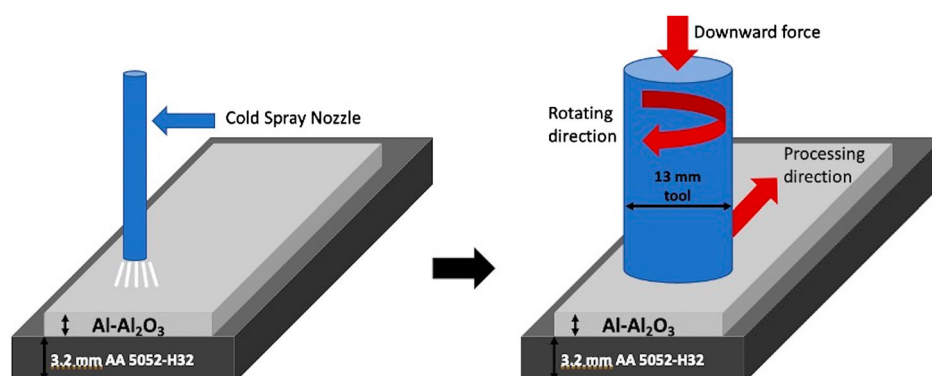 Cold Spray Nozzle
Al-Al₂O₃
3.2 mm AA 5052-H32
Downward force
Rotating
direction
Processing
direction
13 mm
tool
Al-Al₂O₃
3.2 mm AA 5052-H32